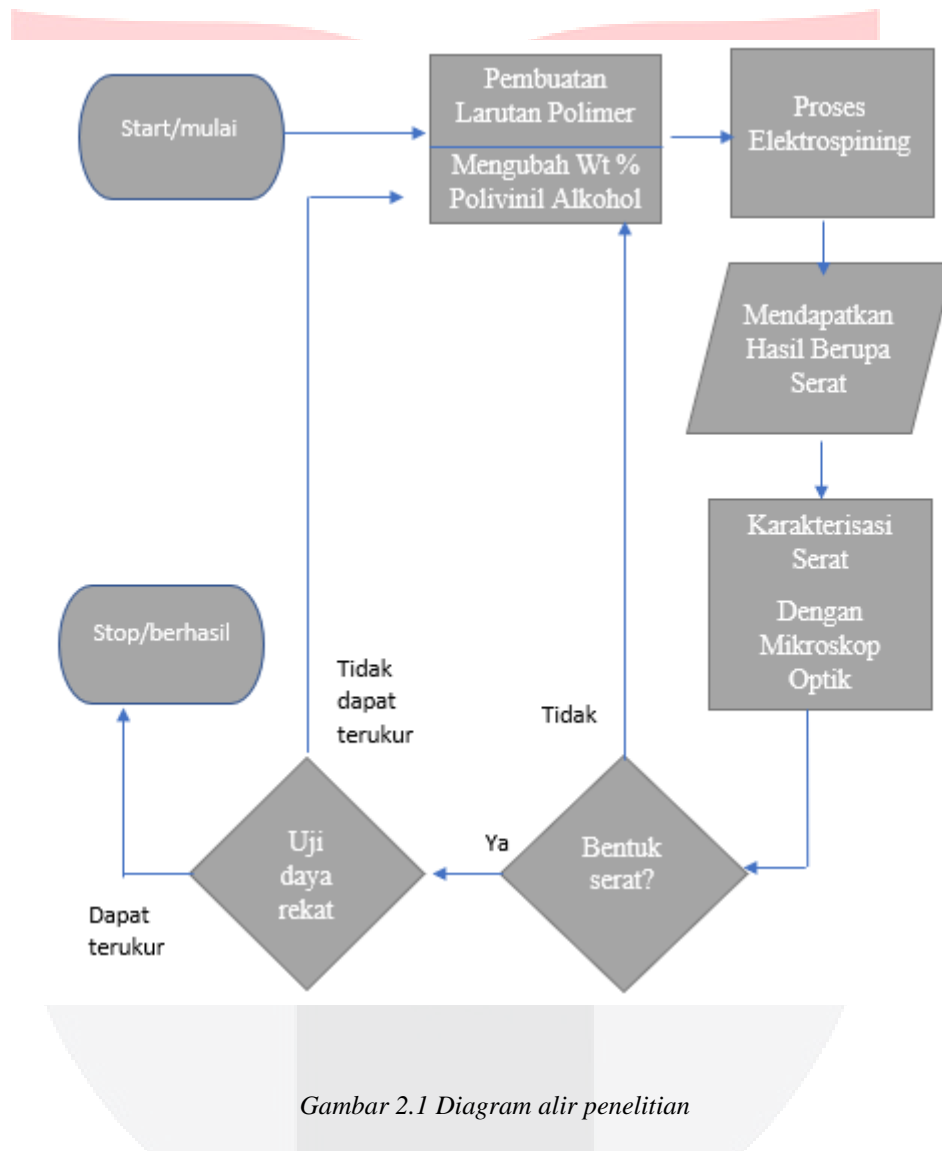 Start/mulai
Pembuatan
Larutan Polimer
Mengubah Wt %
Polivinil Alkohol
Proses
Elektrospining
Mendapatkan
Hasil Berupa
Serat
Karakterisasi
Serat
Dengan
Mikroskop
Optik
Bentuk
serat?
Tidak
Ya
Uji
daya
rekat
Tidak
dapat
terukur
Dapat
terukur
Stop/berhasil
Gambar 2.1 Diagram alir penelitian